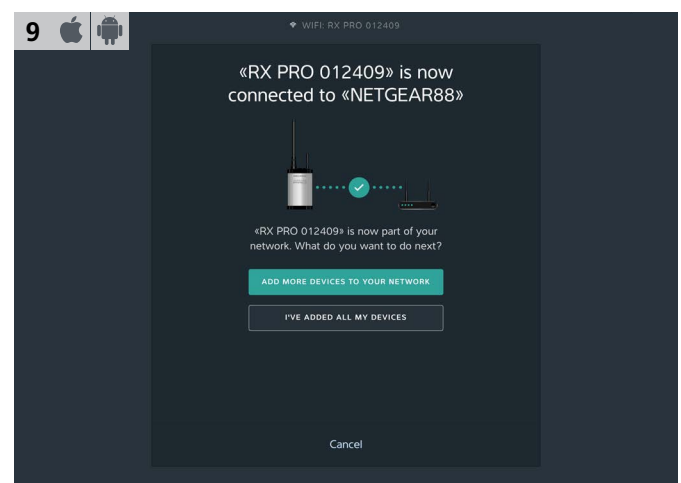 9
WIFI: RX PRO 012409
«RX PRO 012409» is now
connected to «NETGEAR88»
«RX PRO 012409» is now part of your
network. What do you want to do next?
ADD MORE DEVICES TO YOUR NETWORK
I'VE ADDED ALL MY DEVICES
Cancel